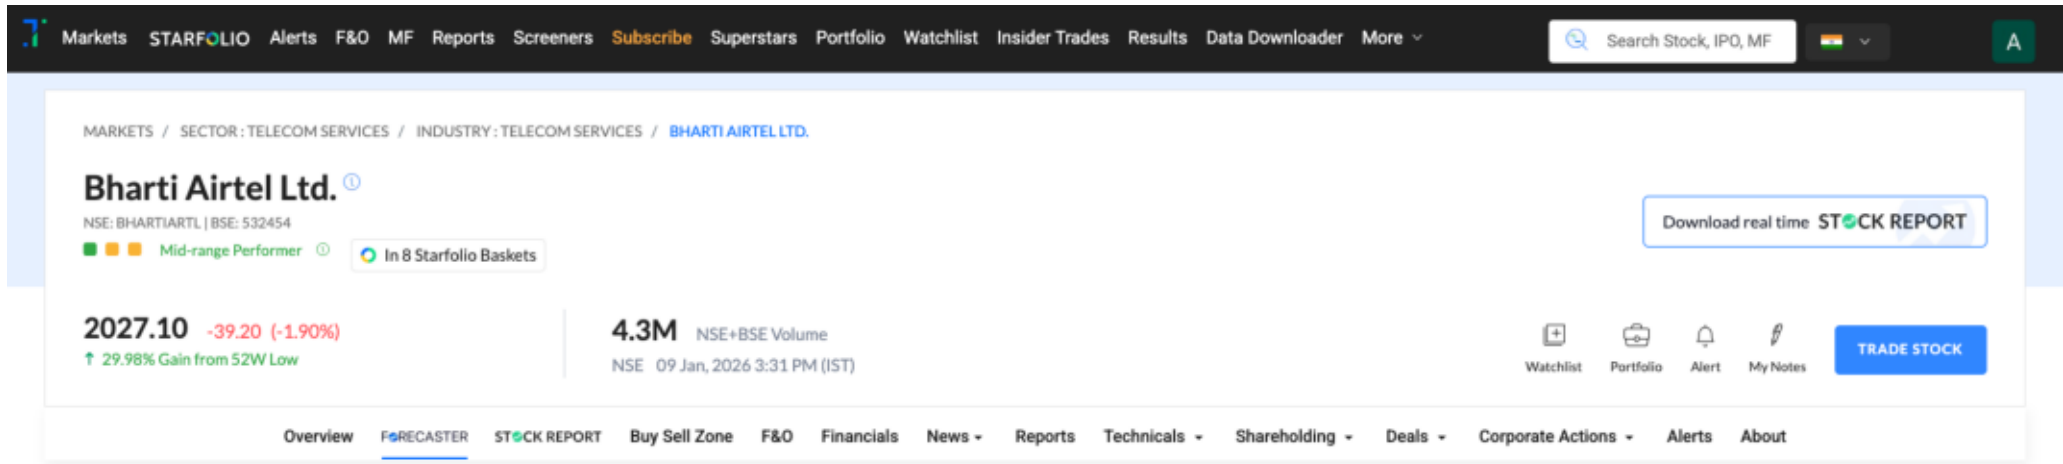 Markets STARFOLIO Alerts F&O MF Reports Screeners Subscribe Superstars Portfolio Watchlist Insider Trades Results Data Downloader More Search Stock, IPO, MF A
MARKETS / SECTOR : TELECOM SERVICES / INDUSTRY : TELECOM SERVICES / BHARTI AIRTEL LTD.
Bharti Airtel Ltd.
NSE: BHARTIARTL | BSE: 532454
Mid-range Performer In 8 Starfolio Baskets
Download real time STOCK REPORT
2027.10 -39.20 (-1.90%)
↑ 29.98% Gain from 52W Low
4.3M NSE+BSE Volume
NSE 09 Jan, 2026 3:31 PM (IST)
Watchlist Portfolio Alert My Notes TRADE STOCK
Overview FORECASTER STOCK REPORT Buy Sell Zone F&O Financials News Reports Technicals Shareholding Deals Corporate Actions Alerts About